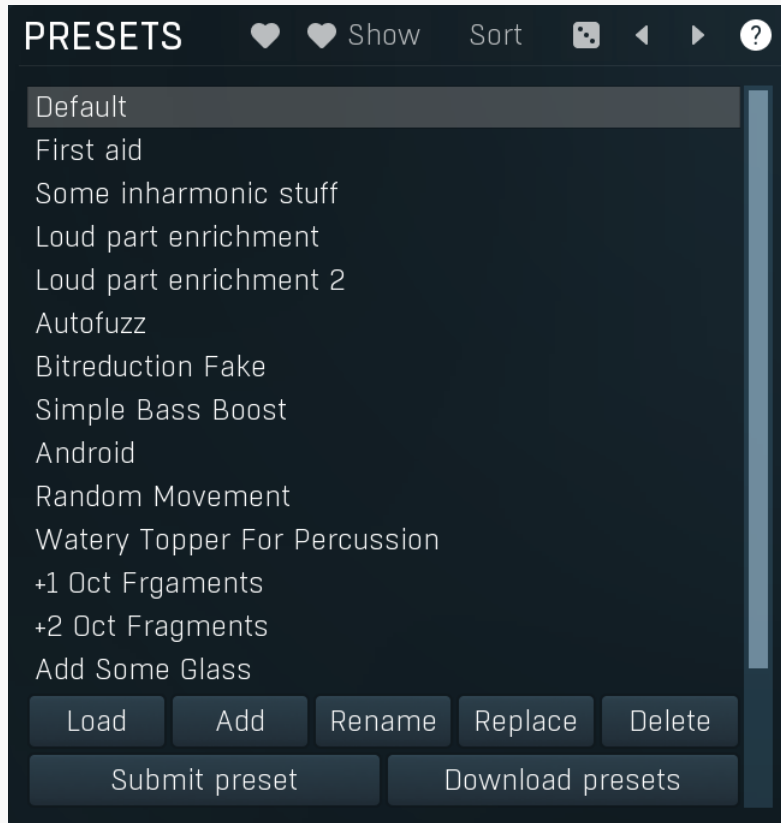 PRESETS Show Sort ?
Default
First aid
Some inharmonic stuff
Loud part enrichment
Loud part enrichment 2
Autofuzz
Bitreduction Fake
Simple Bass Boost
Android
Random Movement
Watery Topper For Percussion
+1 Oct Frgaments
+2 Oct Fragments
Add Some Glass
Load Add Rename Replace Delete
Submit preset Download presets